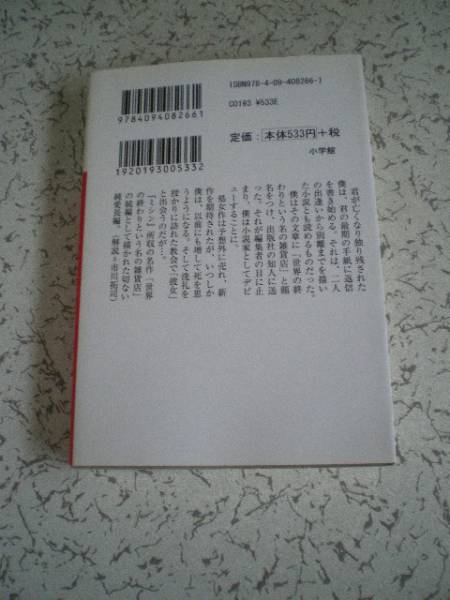 ISBN978-4-09-408266-1
C0193 ¥533E
9784094082661
定価：本体533円+税
小学館
1920193005332
君が亡くなり独り残された
僕は、君の最期の手紙に返信
を書き始める。それは、二人
の出逢いから別離までを描い
た小説とも読めるものだった。
僕はその文章に「世界の終
わりという名の雑貨店」と題
名をつけ、出版社の知人に送
った。それが編集者の目に止
まり、僕は小説家としてデビ
ューすることに。
処女作は予想外に売れ、新
作を期待されたが、いつしか
僕は、以前にも増して死を思
うようになる。そして洗礼を
授かりに訪れた教会で「彼女」
と出会うのだが…。
『ミシン』所収の名作「世界
の終わりという名の雑貨店」
の続編として描かれた切ない
純愛長編。〈解説＝市川拓司〉